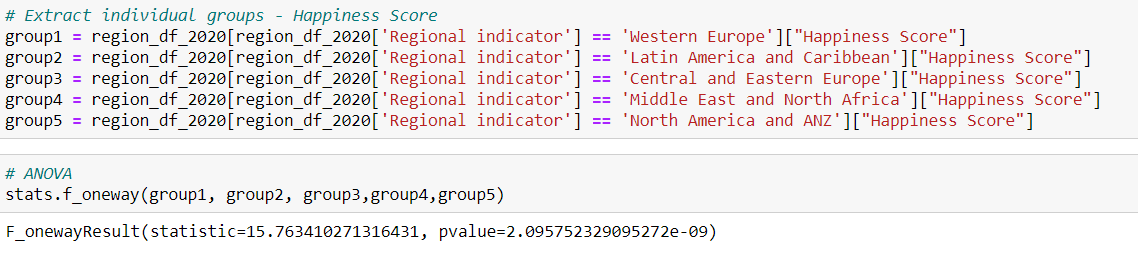 # Extract individual groups - Happiness Score
group1 = region_df_2020[region_df_2020['Regional indicator'] == 'Western Europe']["Happiness Score"]
group2 = region_df_2020[region_df_2020['Regional indicator'] == 'Latin America and Caribbean']["Happiness Score"]
group3 = region_df_2020[region_df_2020['Regional indicator'] == 'Central and Eastern Europe']["Happiness Score"]
group4 = region_df_2020[region_df_2020['Regional indicator'] == 'Middle East and North Africa']["Happiness Score"]
group5 = region_df_2020[region_df_2020['Regional indicator'] == 'North America and ANZ']["Happiness Score"]
# ANOVA
stats.f_oneway(group1, group2, group3,group4,group5)
F_onewayResult(statistic=15.763410271316431, pvalue=2.095752329095272e-09)